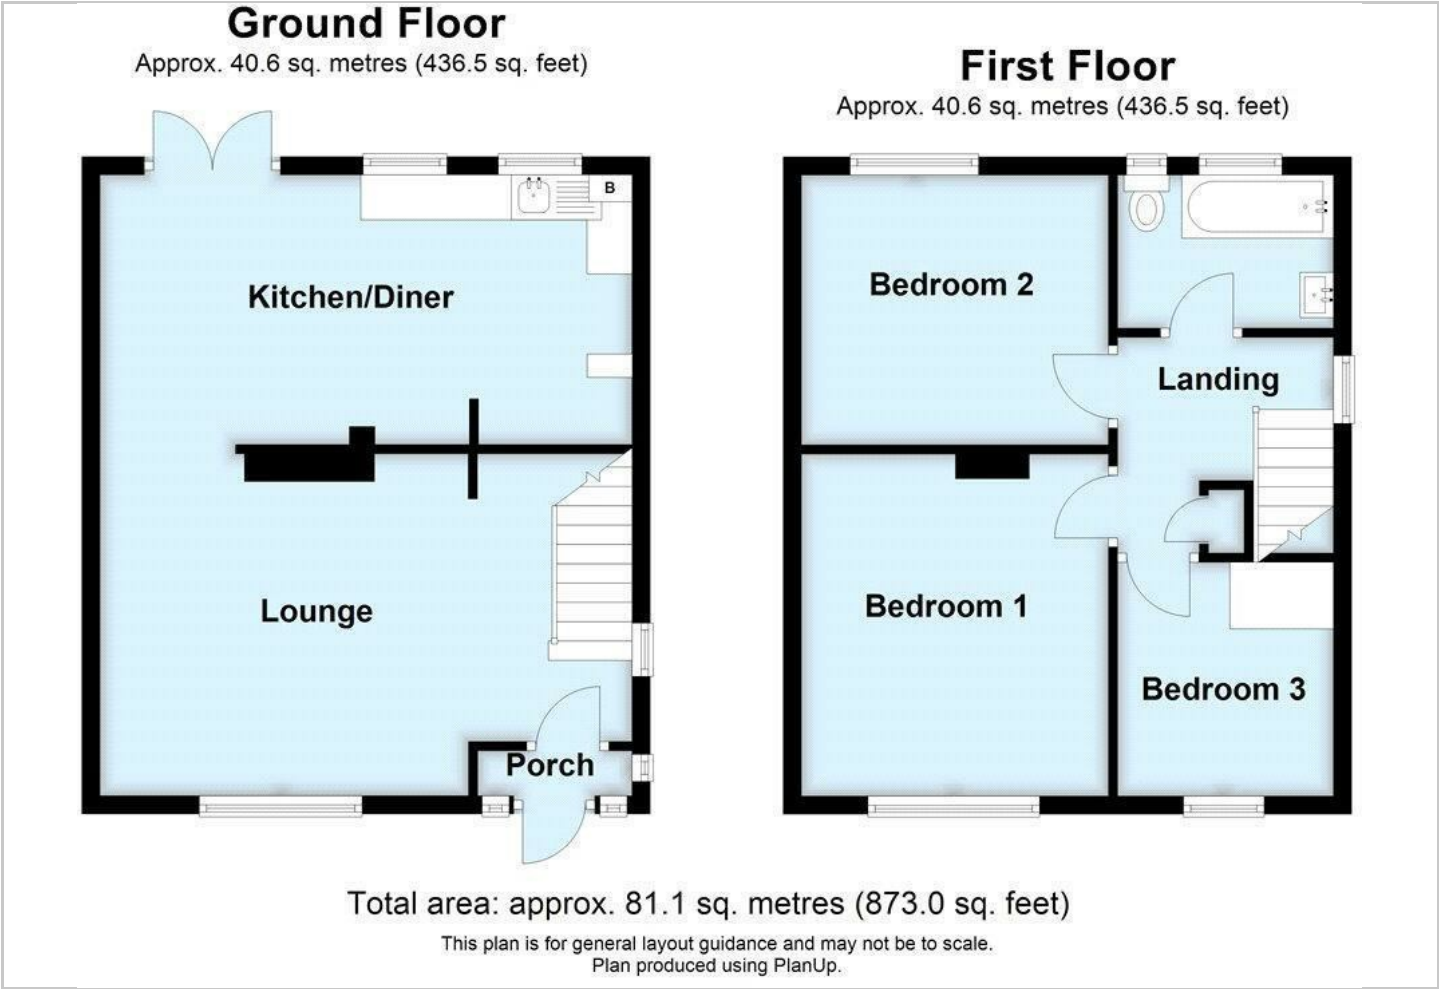 Ground Floor
Approx. 40.6 sq. metres (436.5 sq. feet)
B
Kitchen/Diner
Lounge
Porch
First Floor
Approx. 40.6 sq. metres (436.5 sq. feet)
Bedroom 2
Landing
Bedroom 1
Bedroom 3
Total area: approx. 81.1 sq. metres (873.0 sq. feet)
This plan is for general layout guidance and may not be to scale.
Plan produced using PlanUp.